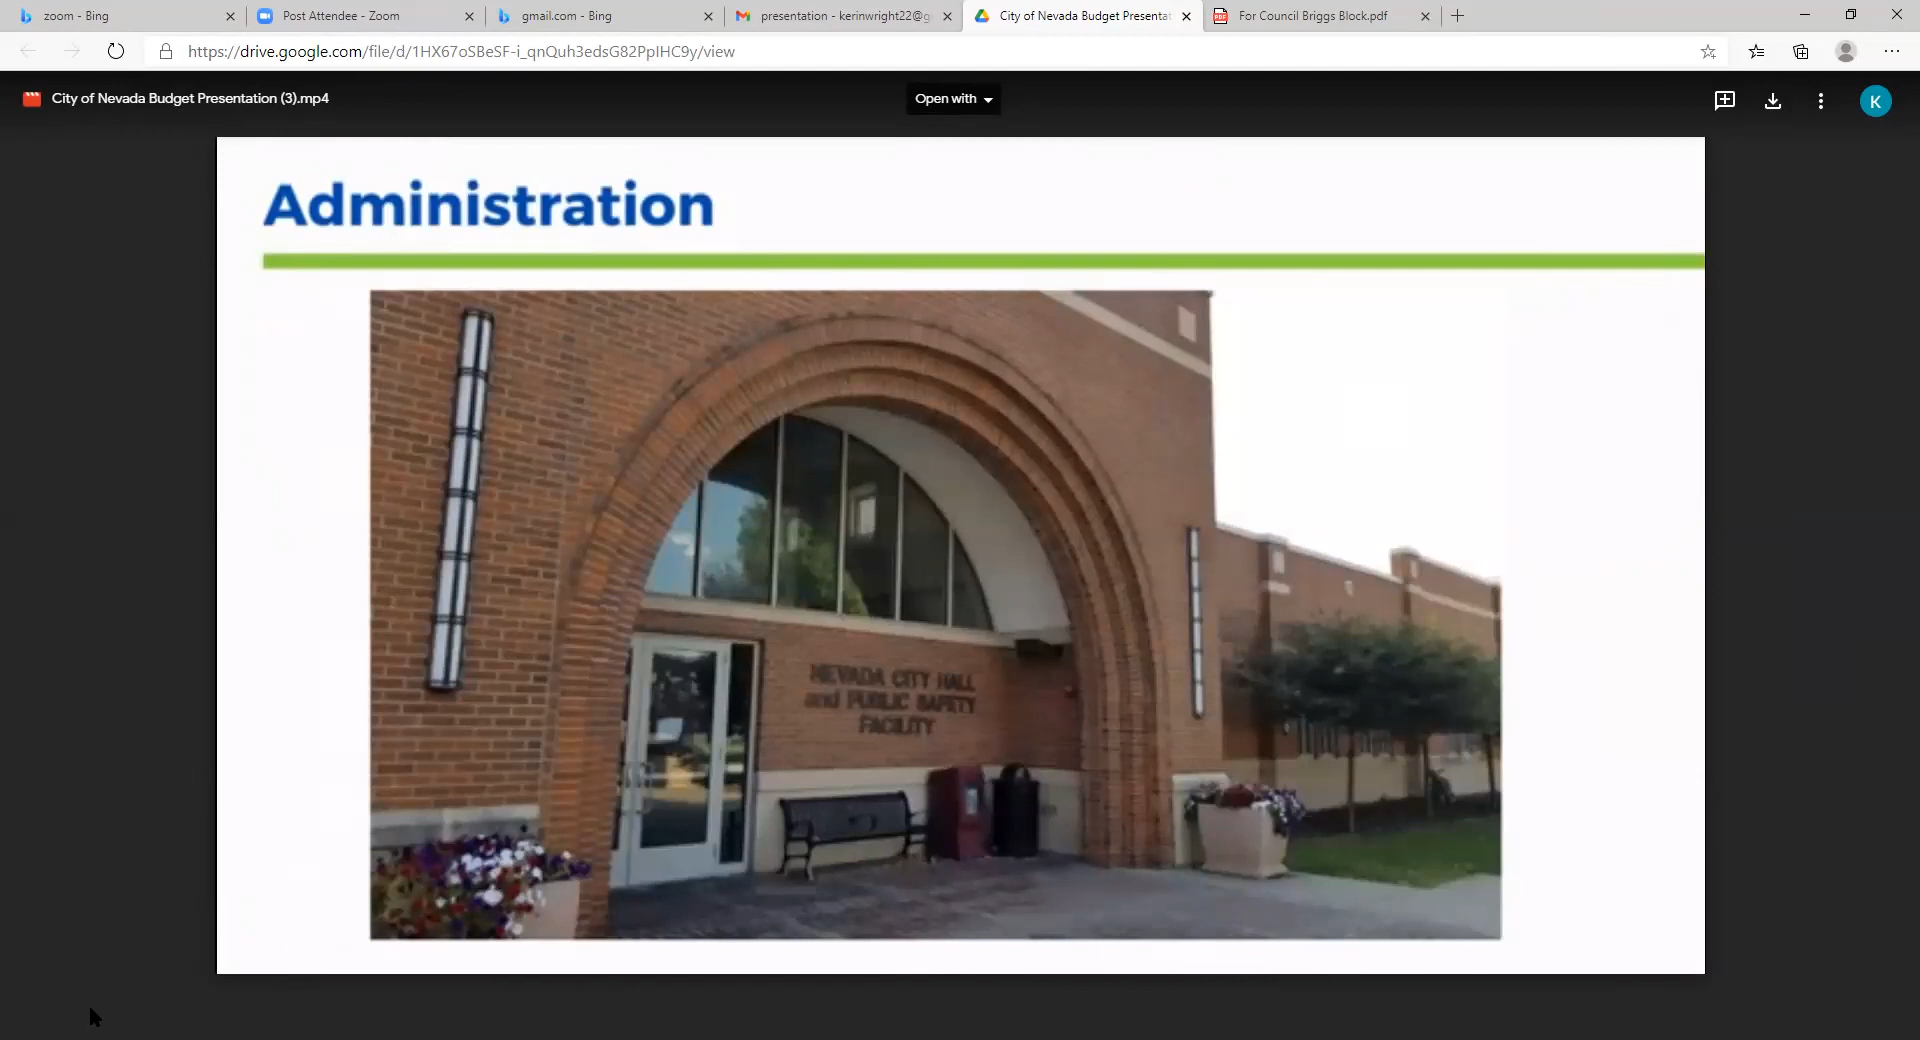 zoom - Bing
Post Attendee - Zoom
gmail.com - Bing
presentation - kerinwright22@g
City of Nevada Budget Presentat
For Council Briggs Block.pdf
https://drive.google.com/file/d/1HX67oSBeSF-i_qnQuh3edsG82PpIHC9y/view
City of Nevada Budget Presentation (3).mp4
Open with
K
Administration
NEVADA CITY HALL
and PUBLIC SAFETY
FACILITY